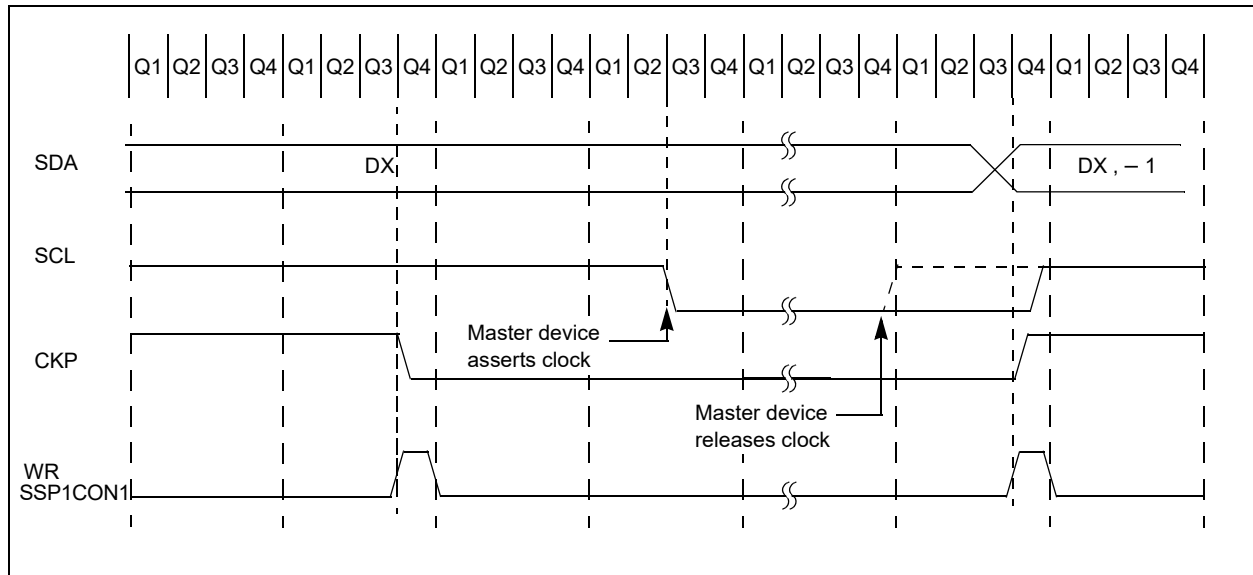 Q1 Q2 Q3 Q4 Q1 Q2 Q3 Q4 Q1 Q2 Q3 Q4 Q1 Q2 Q3 Q4 Q1 Q2 Q3 Q4 Q1 Q2 Q3 Q4 Q1 Q2 Q3 Q4
SDA
DX
DX , – 1
SCL
Master device
asserts clock
CKP
Master device
releases clock
WR
SSP1CON1